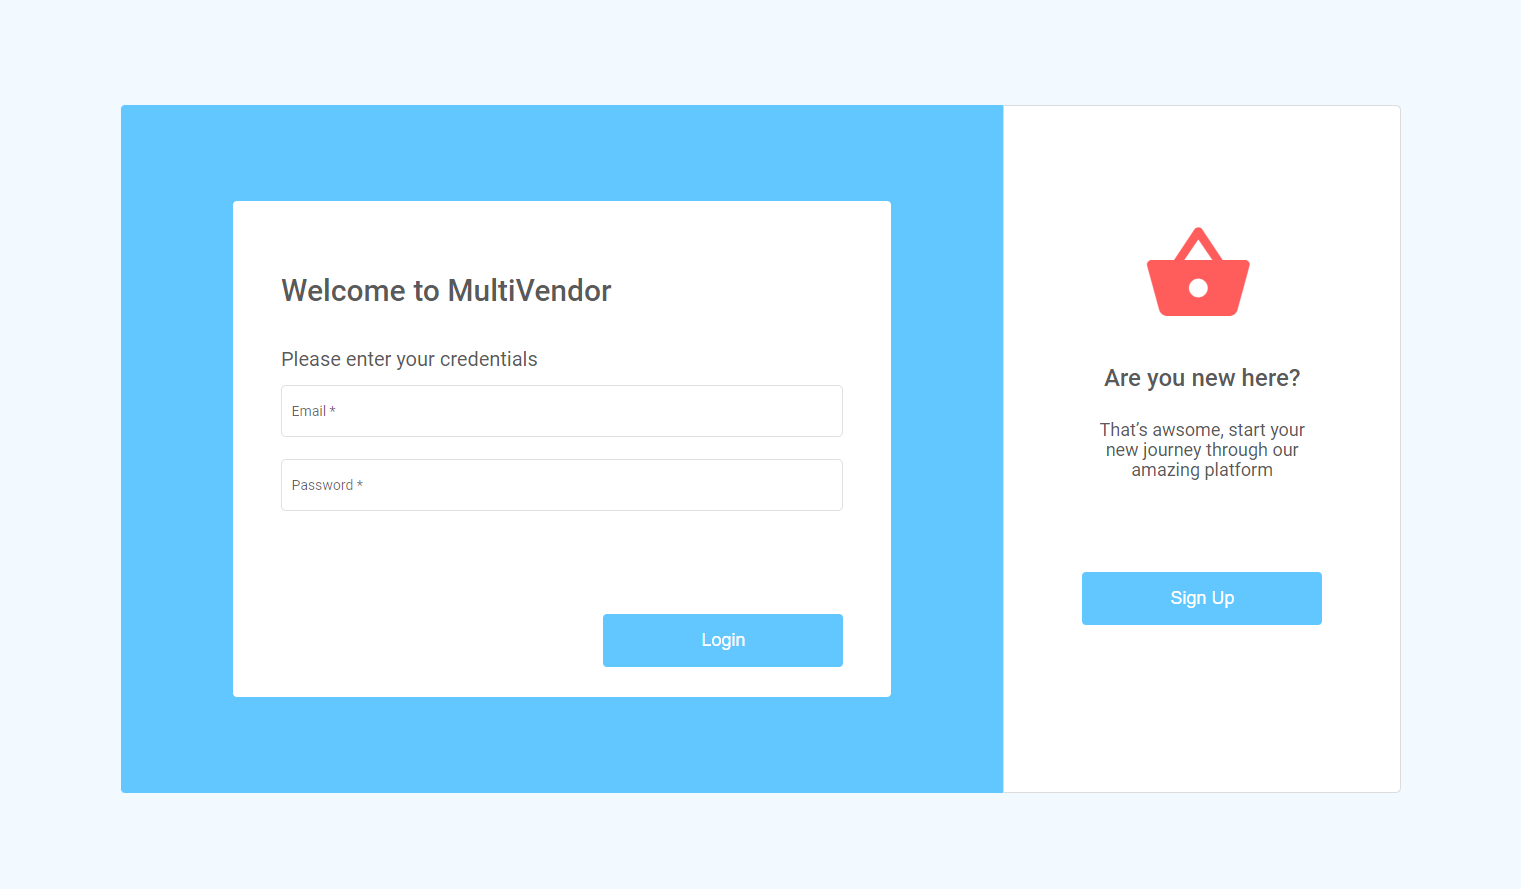 Welcome to MultiVendor
Please enter your credentials
Email *
Password *
Login
Are you new here?
That’s awsome, start your
new journey through our
amazing platform
Sign Up